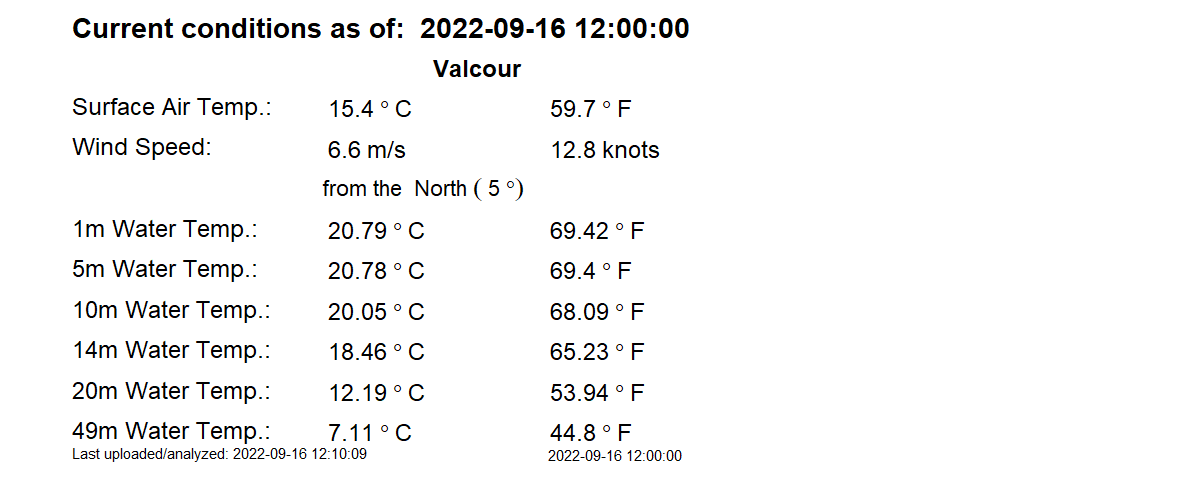 Current conditions as of: 2022-09-16 12:00:00
Valcour
Surface Air Temp.: 15.4 ° C 59.7 ° F
Wind Speed: 6.6 m/s 12.8 knots
from the North ( 5 °)
1m Water Temp.: 20.79 ° C 69.42 ° F
5m Water Temp.: 20.78 ° C 69.4 ° F
10m Water Temp.: 20.05 ° C 68.09 ° F
14m Water Temp.: 18.46 ° C 65.23 ° F
20m Water Temp.: 12.19 ° C 53.94 ° F
49m Water Temp.: 7.11 ° C 44.8 ° F
Last uploaded/analyzed: 2022-09-16 12:10:09 2022-09-16 12:00:00